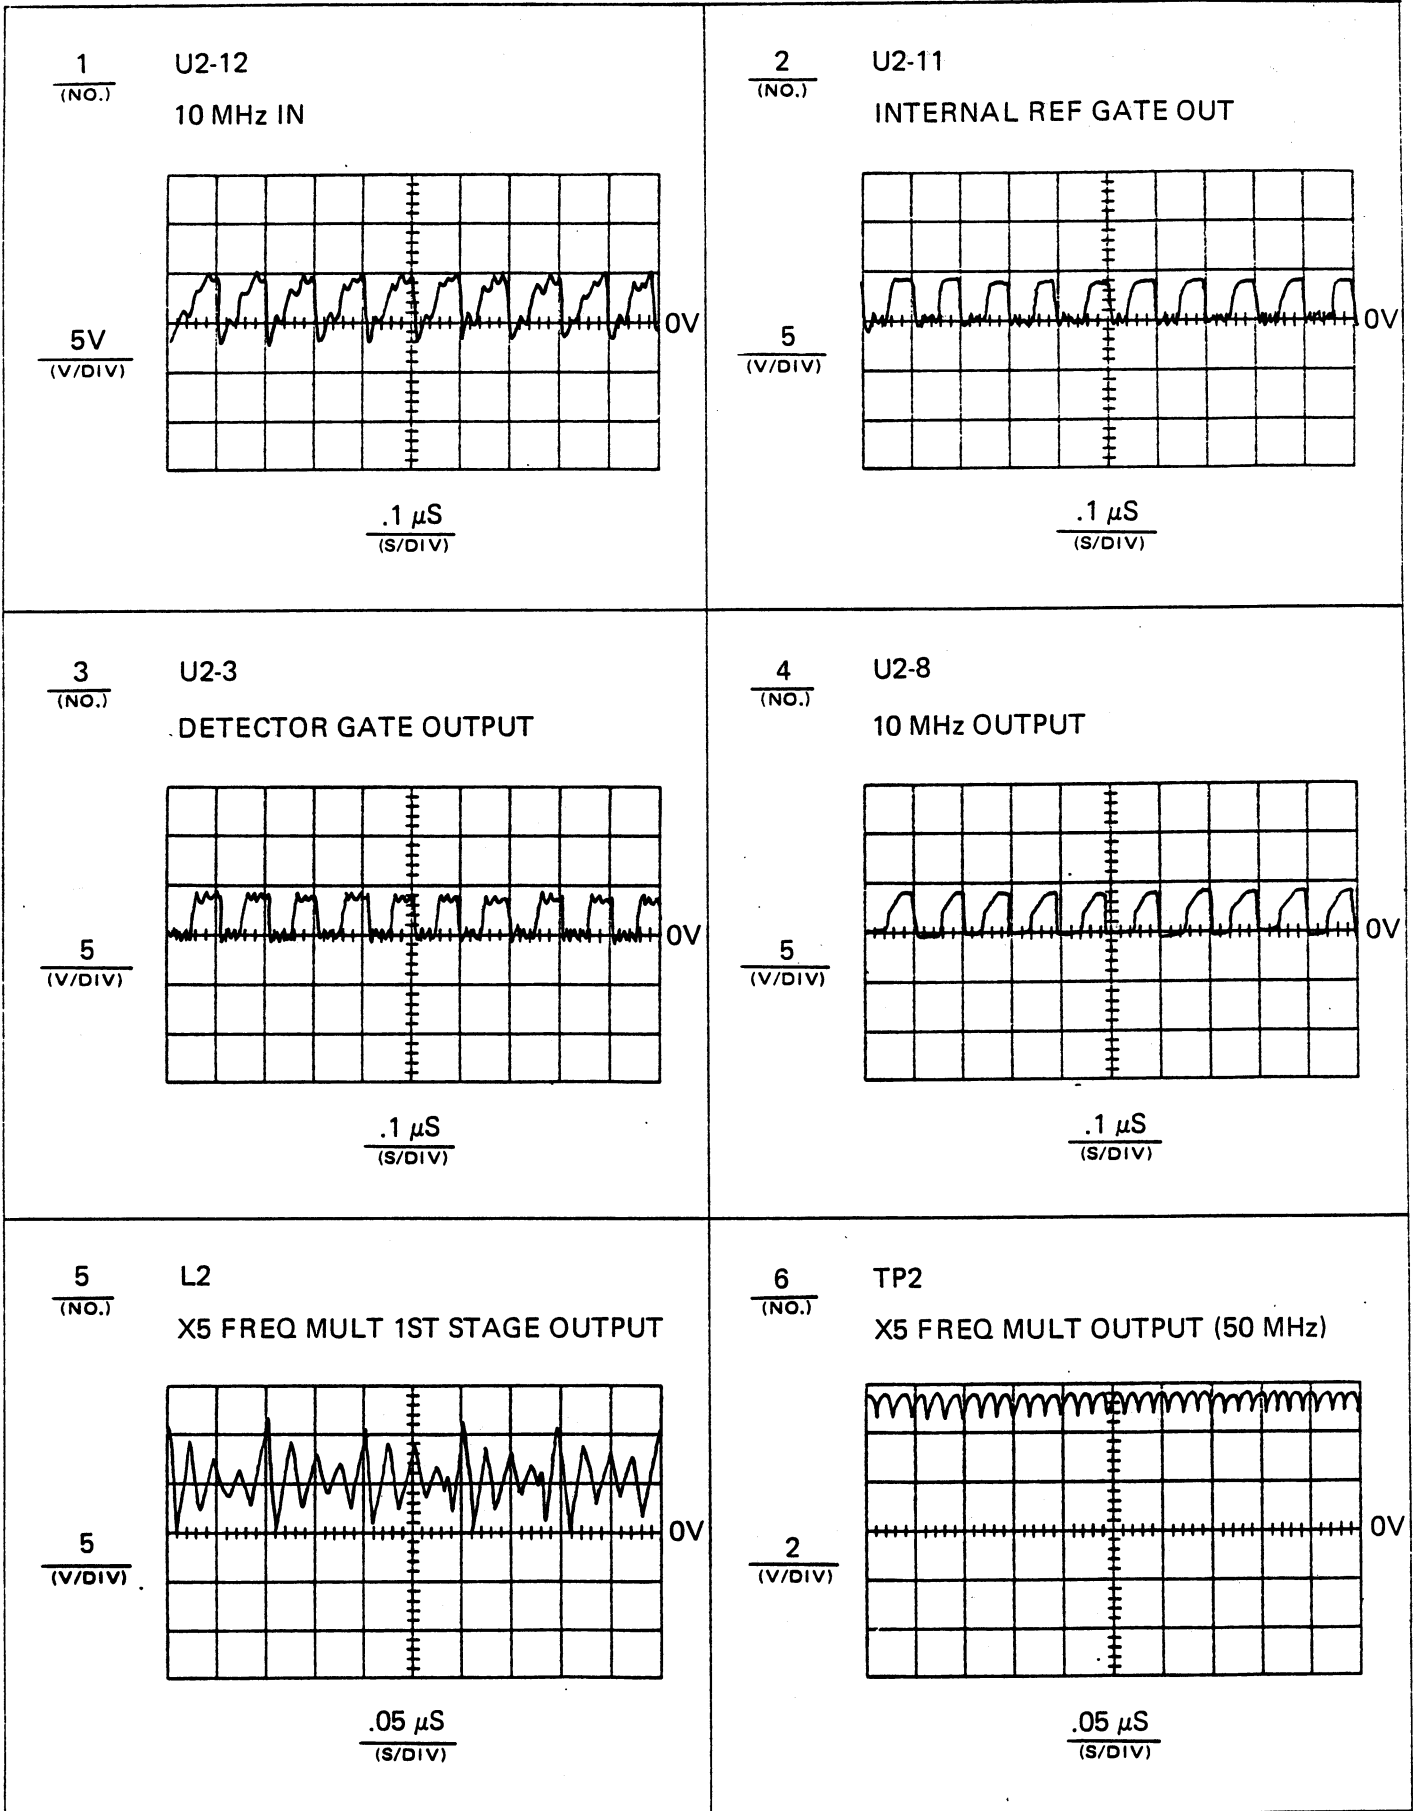 1
(NO.)
U2-12
10 MHz IN
5V
(V/DIV)
0V
.1 μS
(S/DIV)
2
(NO.)
U2-11
INTERNAL REF GATE OUT
5
(V/DIV)
0V
.1 μS
(S/DIV)
3
(NO.)
U2-3
DETECTOR GATE OUTPUT
5
(V/DIV)
0V
.1 μS
(S/DIV)
4
(NO.)
U2-8
10 MHz OUTPUT
5
(V/DIV)
0V
.1 μS
(S/DIV)
5
(NO.)
L2
X5 FREQ MULT 1ST STAGE OUTPUT
5
(V/DIV)
0V
.05 μS
(S/DIV)
6
(NO.)
TP2
X5 FREQ MULT OUTPUT (50 MHz)
2
(V/DIV)
0V
.05 μS
(S/DIV)